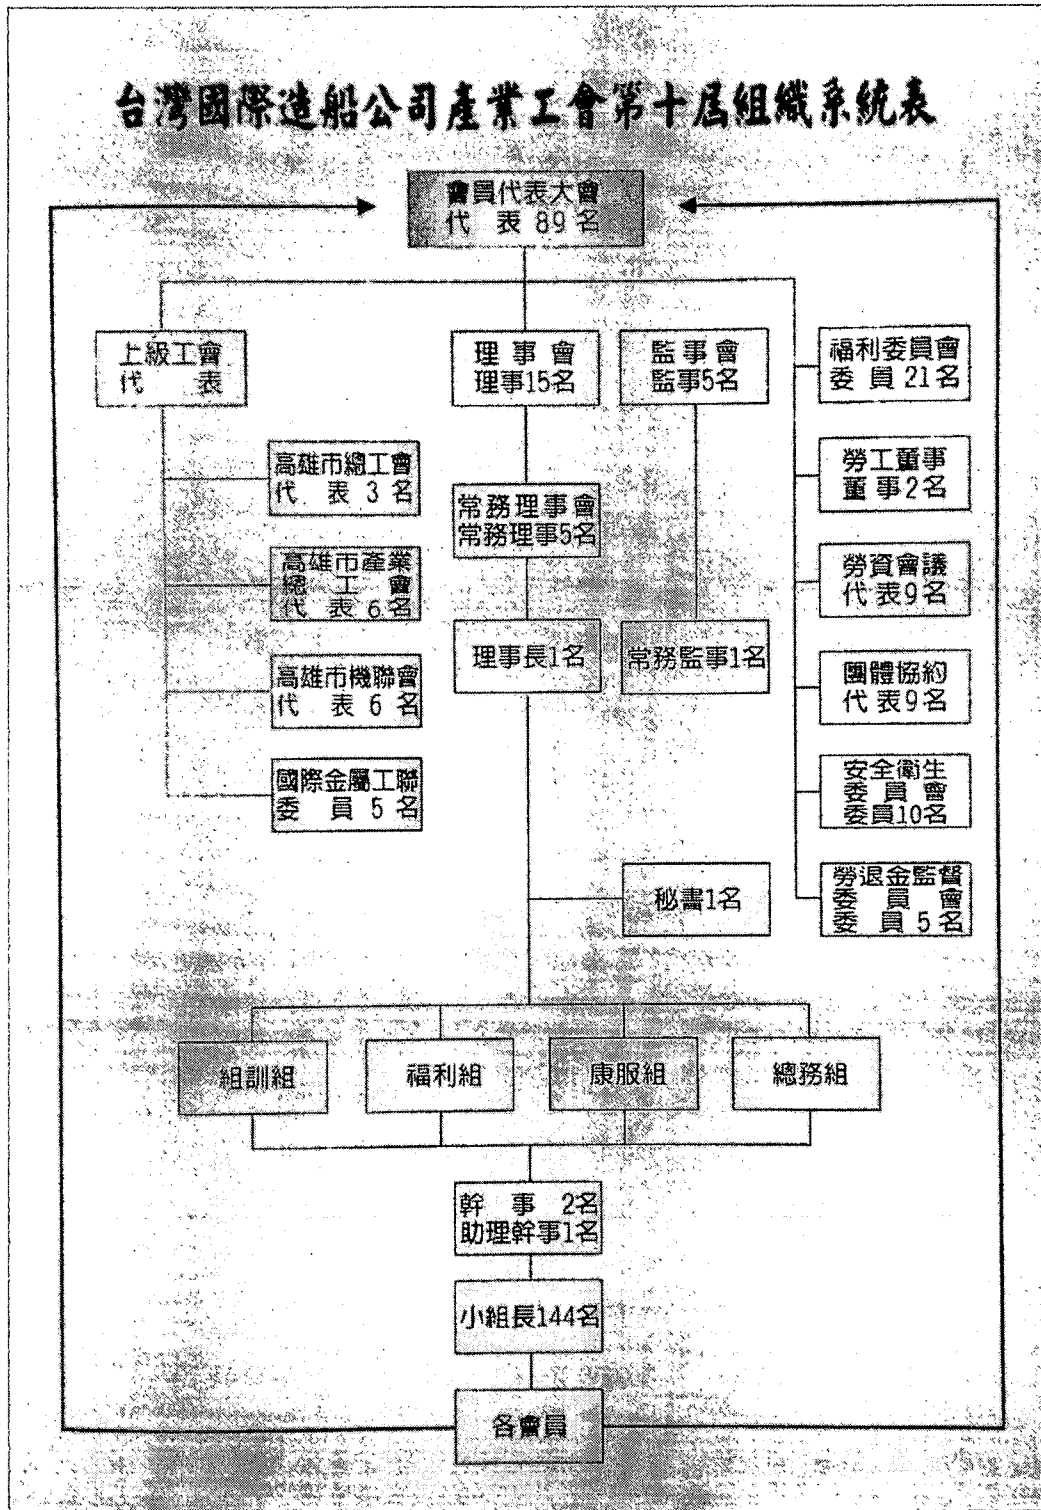 台灣國際造船公司產業工會第十屆組織系統表
會員代表大會
代表89名
上級工會
代表
高雄市總工會
代表3名
高雄市產業
總工會
代表6名
高雄市機聯會
代表6名
國際金屬工聯
委員5名
理事會
理事15名
常務理事會
常務理事5名
理事長1名
監事會
監事5名
常務監事1名
福利委員會
委員21名
勞工董事
董事2名
勞資會議
代表9名
團體協約
代表9名
安全衛生
委員會
委員10名
勞退金監督
委員會
委員5名
秘書1名
組訓組
福利組
康服組
總務組
幹事2名
助理幹事1名
小組長144名
各會員